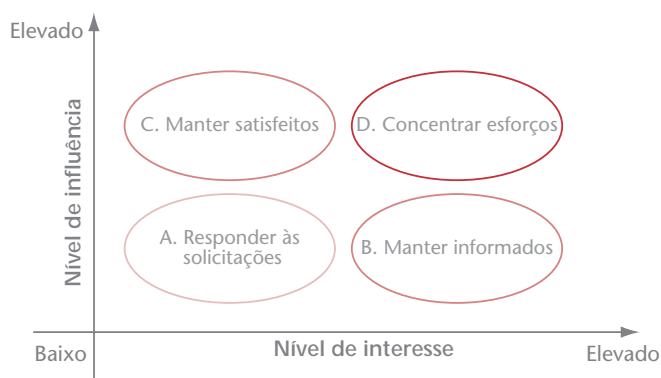 Elevado
Nível de influência
C. Manter satisfeitos
D. Concentrar esforços
A. Responder às
solicitações
B. Manter informados
Baixo
Nível de interesse
Elevado